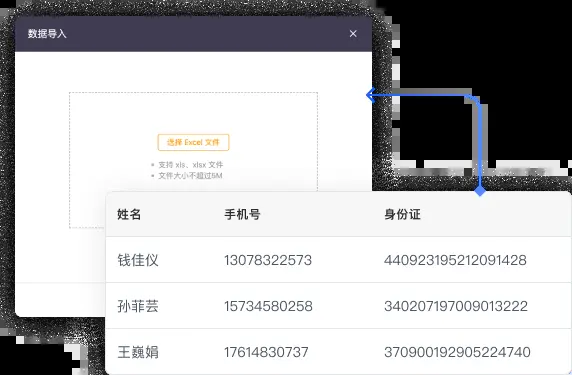 数据导入
选择 Excel 文件
支持 xls、xlsx 文件
文件大小不超过5M
姓名 手机号 身份证
钱佳仪 13078322573 440923195212091428
孙菲芸 15734580258 340207197009013222
王巍娟 17614830737 370900192905224740